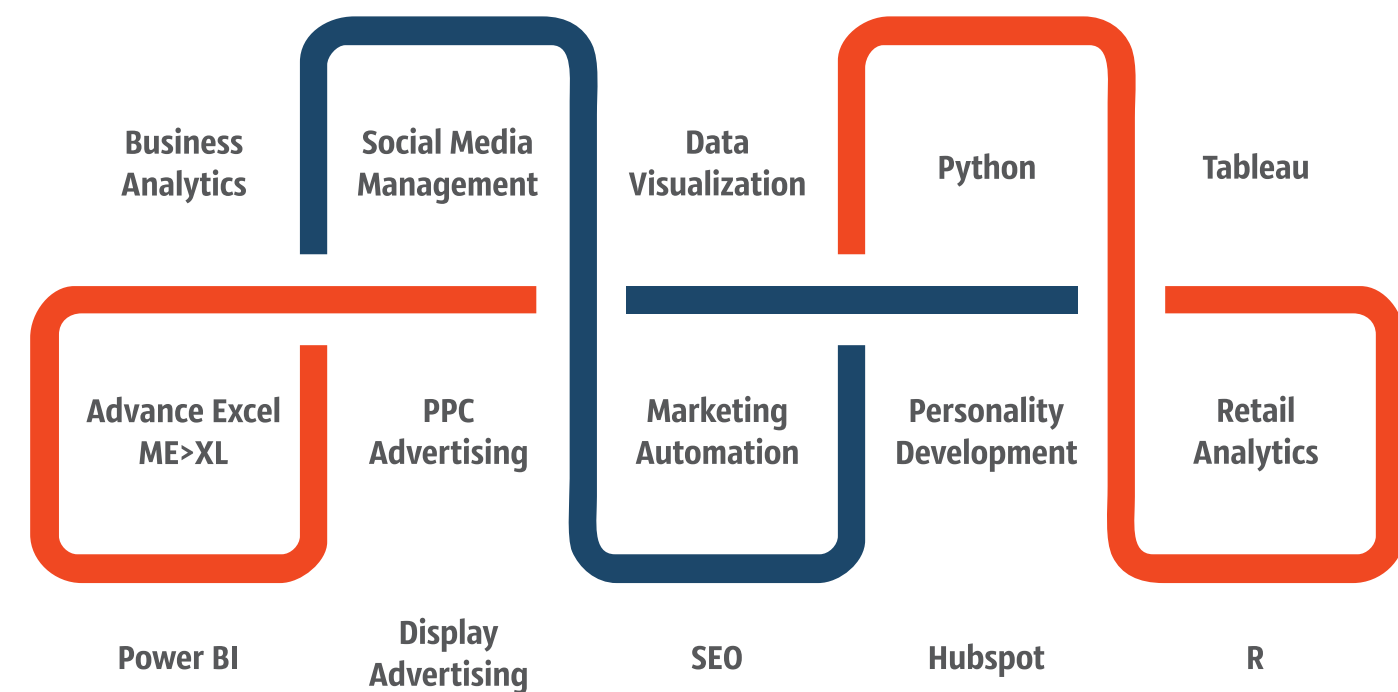 Business
Analytics
Social Media
Management
Data
Visualization
Python
Tableau
Advance Excel
ME>XL
PPC
Advertising
Marketing
Automation
Personality
Development
Retail
Analytics
Power BI
Display
Advertising
SEO
Hubspot
R